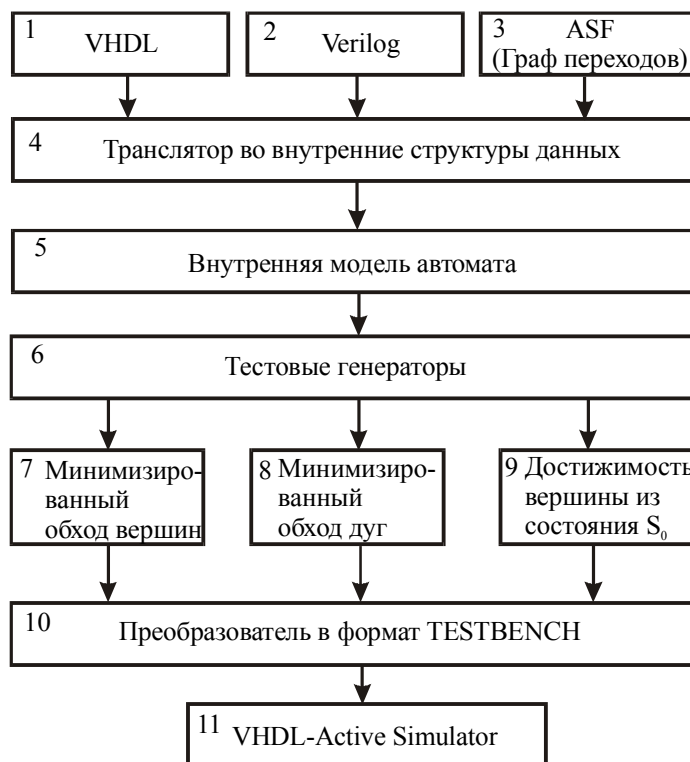 1
VHDL
2
Verilog
3
ASF
(Граф переходов)
4
Транслятор во внутренние структуры данных
5
Внутренняя модель автомата
6
Тестовые генераторы
7 Минимизиро-
ванный
обход вершин
8 Минимизиро-
ванный
обход дуг
9 Достижимость
вершины из
состояния S₀
10
Преобразователь в формат TESTBENCH
11
VHDL-Active Simulator